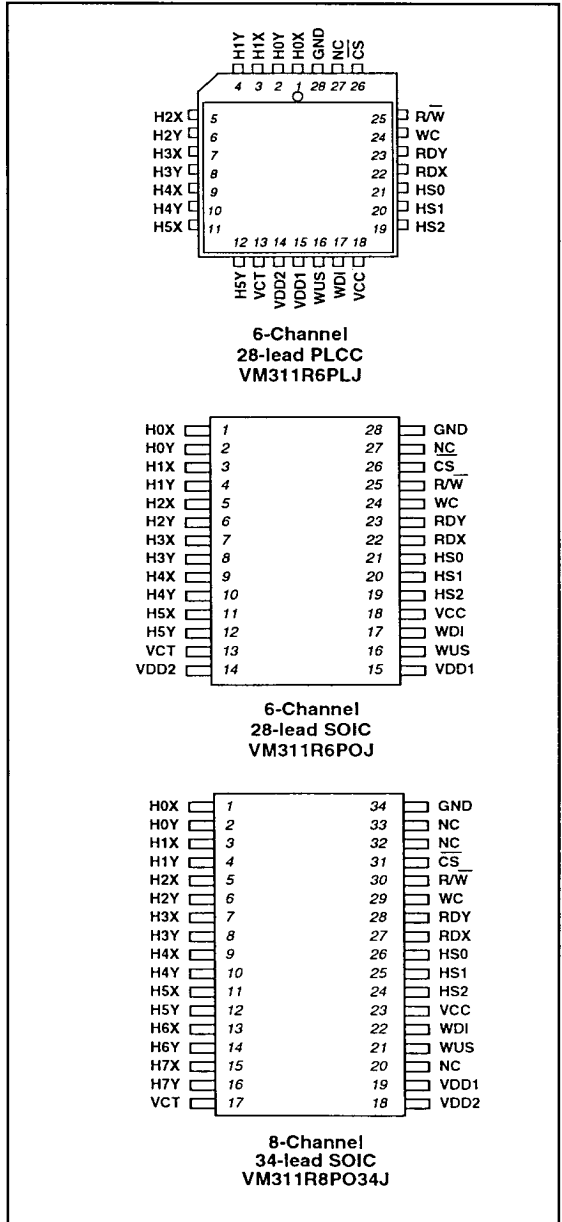 H1Y H1X H0Y H0X GND NC CS
4 3 2 1 28 27 26
H2X 5 25 R/W
H2Y 6 24 WC
H3X 7 23 RDY
H3Y 8 22 RDX
H4X 9 21 HS0
H4Y 10 20 HS1
H5X 11 19 HS2
12 13 14 15 16 17 18
H5Y VCT VDD2 VDD1 WUS WDI VCC
6-Channel
28-lead PLCC
VM311R6PLJ
H0X 1 28 GND
H0Y 2 27 NC
H1X 3 26 CS
H1Y 4 25 R/W
H2X 5 24 WC
H2Y 6 23 RDY
H3X 7 22 RDX
H3Y 8 21 HS0
H4X 9 20 HS1
H4Y 10 19 HS2
H5X 11 18 VCC
H5Y 12 17 WDI
VCT 13 16 WUS
VDD2 14 15 VDD1
6-Channel
28-lead SOIC
VM311R6POJ
H0X 1 34 GND
H0Y 2 33 NC
H1X 3 32 NC
H1Y 4 31 CS
H2X 5 30 R/W
H2Y 6 29 WC
H3X 7 28 RDY
H3Y 8 27 RDX
H4X 9 26 HS0
H4Y 10 25 HS1
H5X 11 24 HS2
H5Y 12 23 VCC
H6X 13 22 WDI
H6Y 14 21 WUS
H7X 15 20 NC
H7Y 16 19 VDD1
VCT 17 18 VDD2
8-Channel
34-lead SOIC
VM311R8PO34J